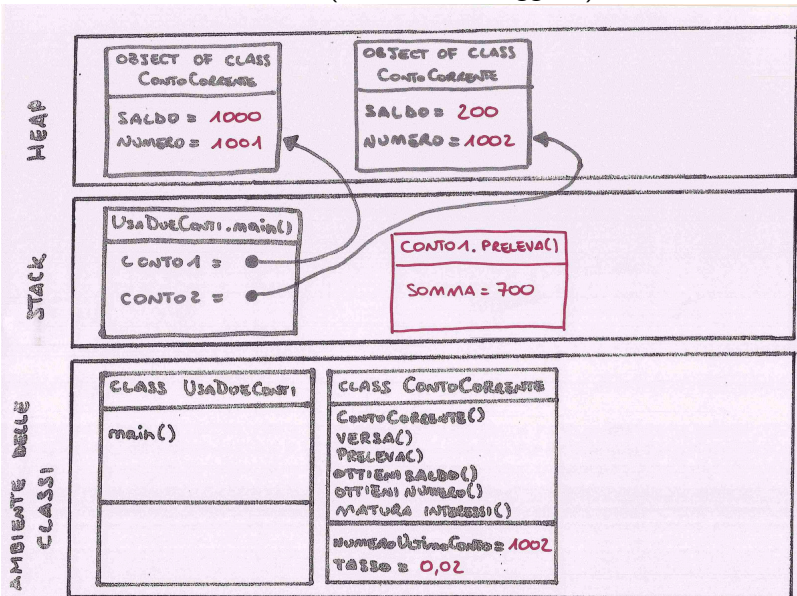 HEAP
OBJECT OF CLASS
CONTOCORRENTE
SALDO = 1000
NUMERO = 1001
OBJECT OF CLASS
CONTOCORRENTE
SALDO = 200
NUMERO = 1002
STACK
USADUECONTI.main()
CONTO1 =
CONTO2 =
CONTO1.PRELEVA()
SOMMA = 700
AMBIENTE DELLE
CLASSI
CLASS USADUECONTI
main()
CLASS CONTOCORRENTE
CONTOCORRENTE()
VERSA()
PRELEVA()
OTTIENI SALDO()
OTTIENI NUMERO()
MATURA INTERESSI()
NUMEROULTIMOCONTO = 1002
TASSO = 0,02